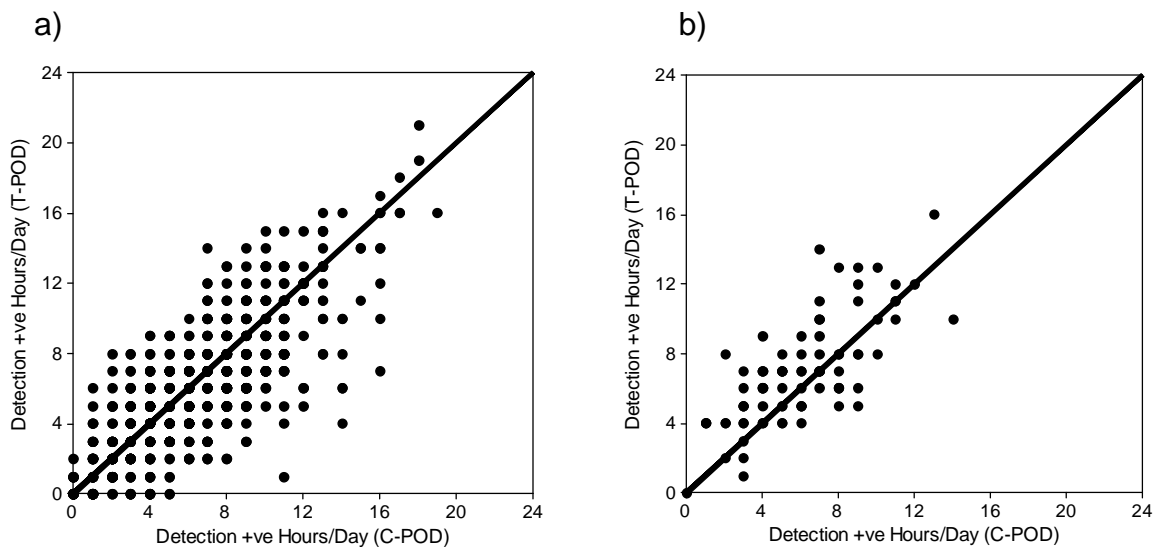 a)
24
20
16
12
8
4
0
Detection +ve Hours/Day (T-POD)
0 4 8 12 16 20 24
Detection +ve Hours/Day (C-POD)
b)
24
20
16
12
8
4
0
Detection +ve Hours/Day (T-POD)
0 4 8 12 16 20 24
Detection +ve Hours/Day (C-POD)